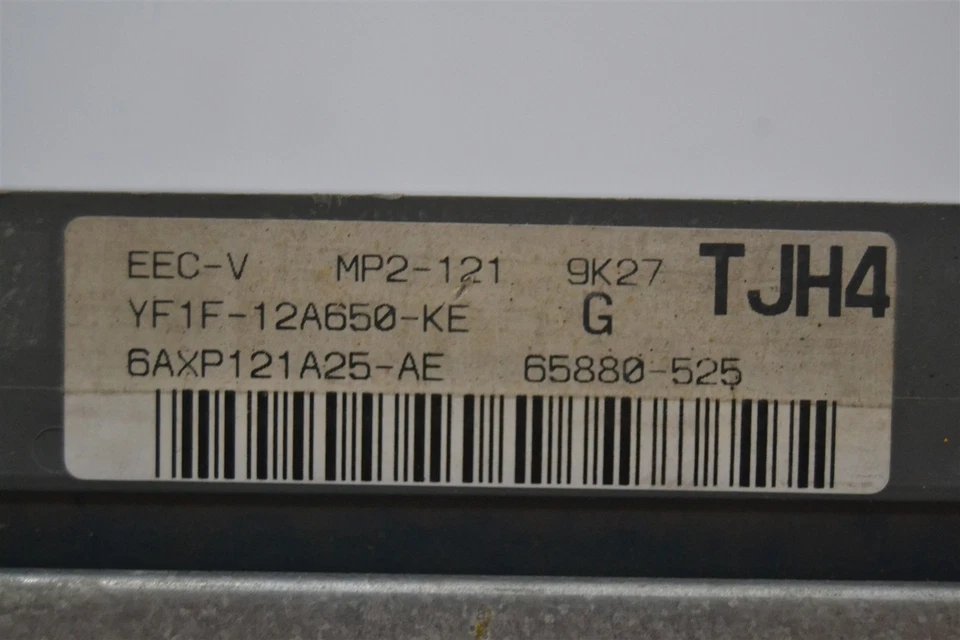 EEC-V MP2-121 9K27 TJH4
YF1F-12A650-KE G
6AXP121A25-AE 65880-525